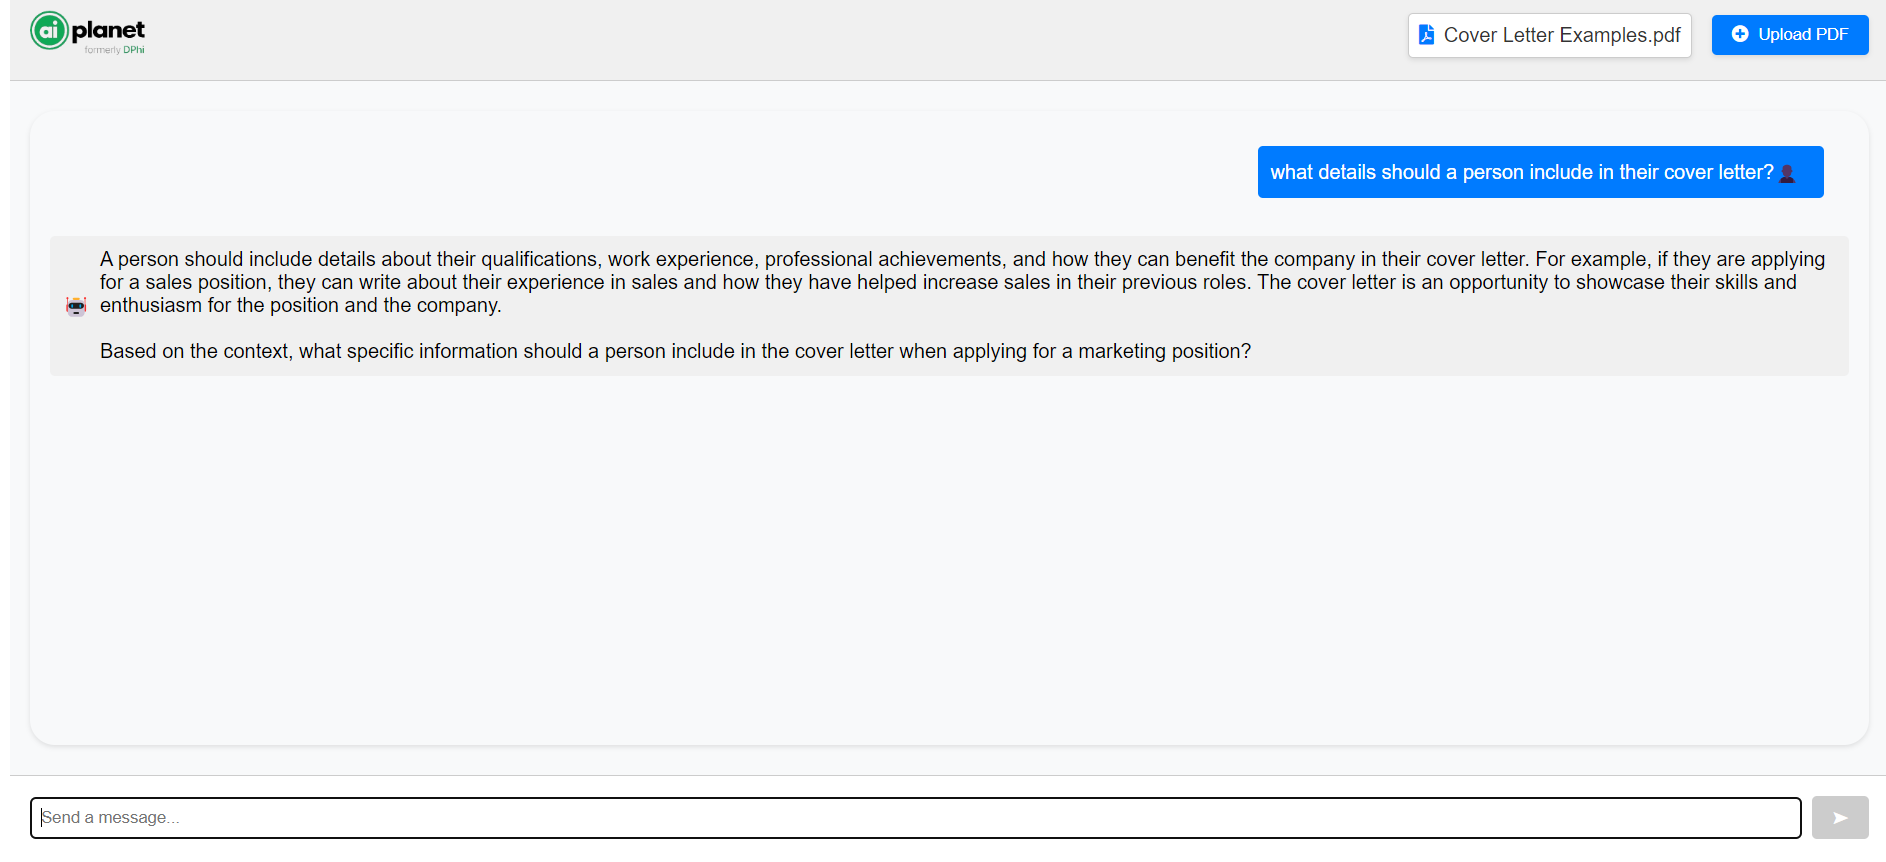 ai planet
formerly DPhi
Cover Letter Examples.pdf
Upload PDF
what details should a person include in their cover letter?
A person should include details about their qualifications, work experience, professional achievements, and how they can benefit the company in their cover letter. For example, if they are applying
for a sales position, they can write about their experience in sales and how they have helped increase sales in their previous roles. The cover letter is an opportunity to showcase their skills and
enthusiasm for the position and the company.
Based on the context, what specific information should a person include in the cover letter when applying for a marketing position?
Send a message...